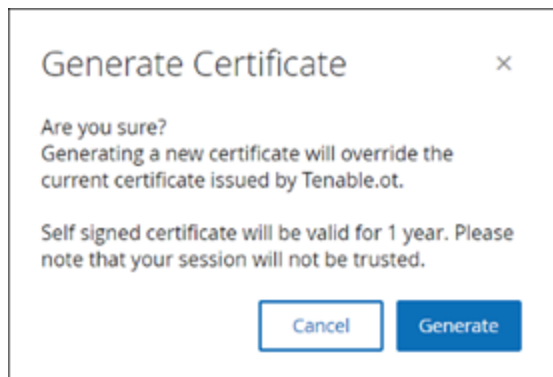 Generate Certificate ×
Are you sure?
Generating a new certificate will override the
current certificate issued by Tenable.ot.
Self signed certificate will be valid for 1 year. Please
note that your session will not be trusted.
Cancel Generate